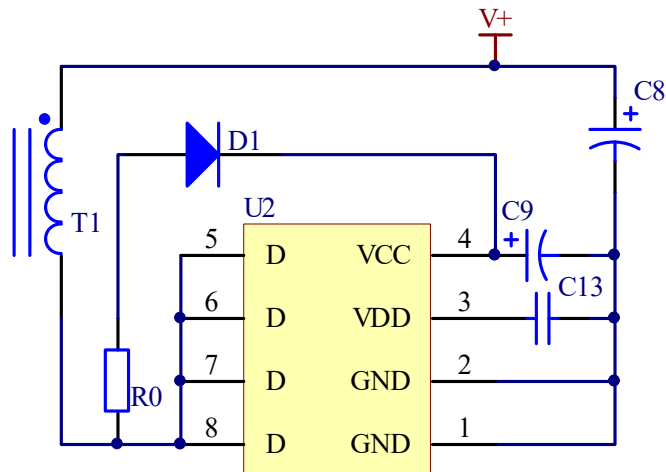 V+
C8
D1
T1
U2
C9
5 D VCC 4
C13
6 D VDD 3
7 D GND 2
R0
8 D GND 1